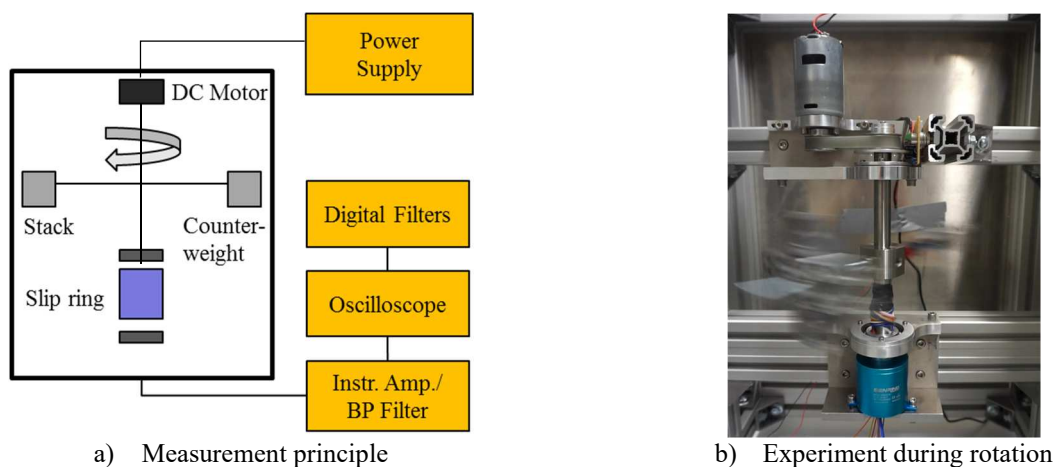 Power
Supply
DC Motor
Stack
Counter-
weight
Slip ring
Digital Filters
Oscilloscope
Instr. Amp./
BP Filter
a) Measurement principle
b) Experiment during rotation